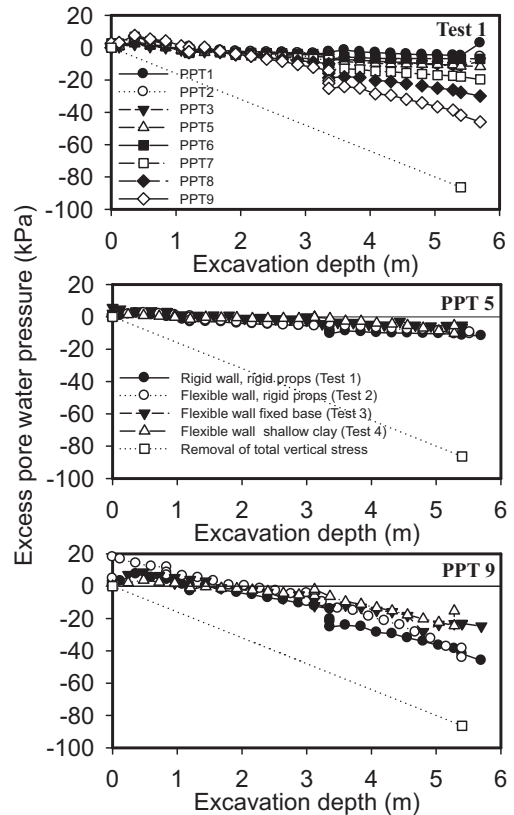 Excess pore water pressure (kPa)
20
0
-20
-40
-60
-80
-100
Test 1
PPT1
PPT2
PPT3
PPT5
PPT6
PPT7
PPT8
PPT9
0 1 2 3 4 5 6
Excavation depth (m)
20
0
-20
-40
-60
-80
-100
PPT 5
Rigid wall, rigid props (Test 1)
Flexible wall, rigid props (Test 2)
Flexible wall fixed base (Test 3)
Flexible wall shallow clay (Test 4)
Removal of total vertical stress
0 1 2 3 4 5 6
Excavation depth (m)
20
0
-20
-40
-60
-80
-100
PPT 9
0 1 2 3 4 5 6
Excavation depth (m)